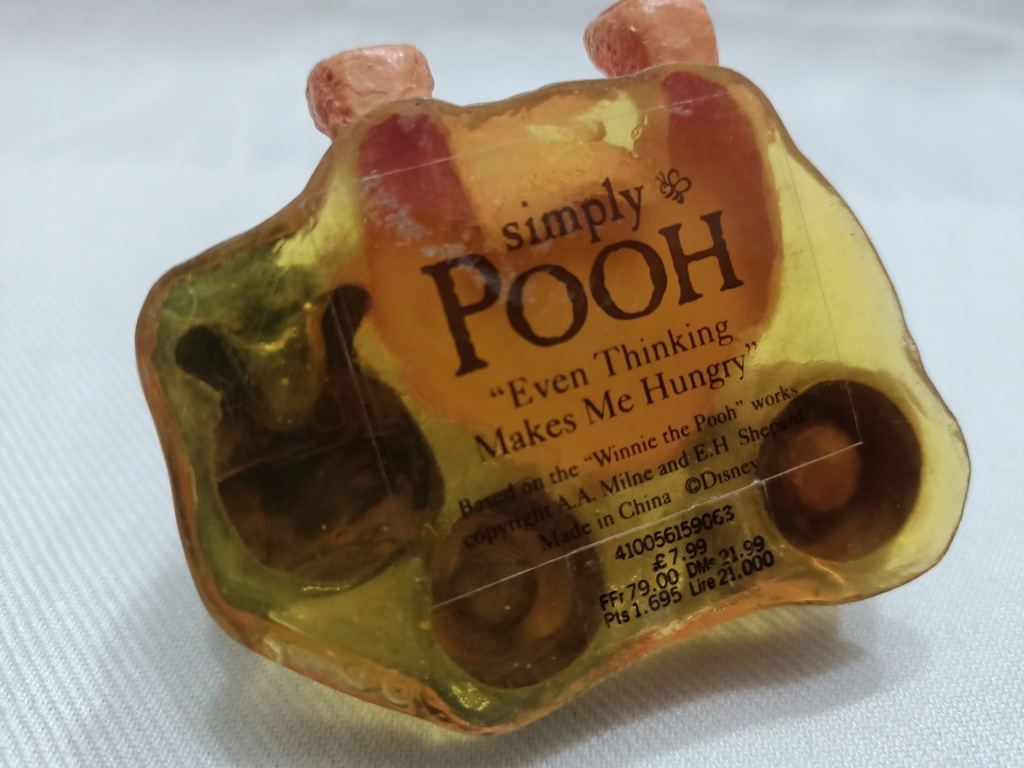 simply
POOH
“Even Thinking
Makes Me Hungry”
Based on the “Winnie the Pooh” works
copyright A.A. Milne and E.H. Shepard
Made in China ©Disney
410056159063
£7.99
FFr 79.00 DMs 21.99
Pts 1.695 Lire 21.000